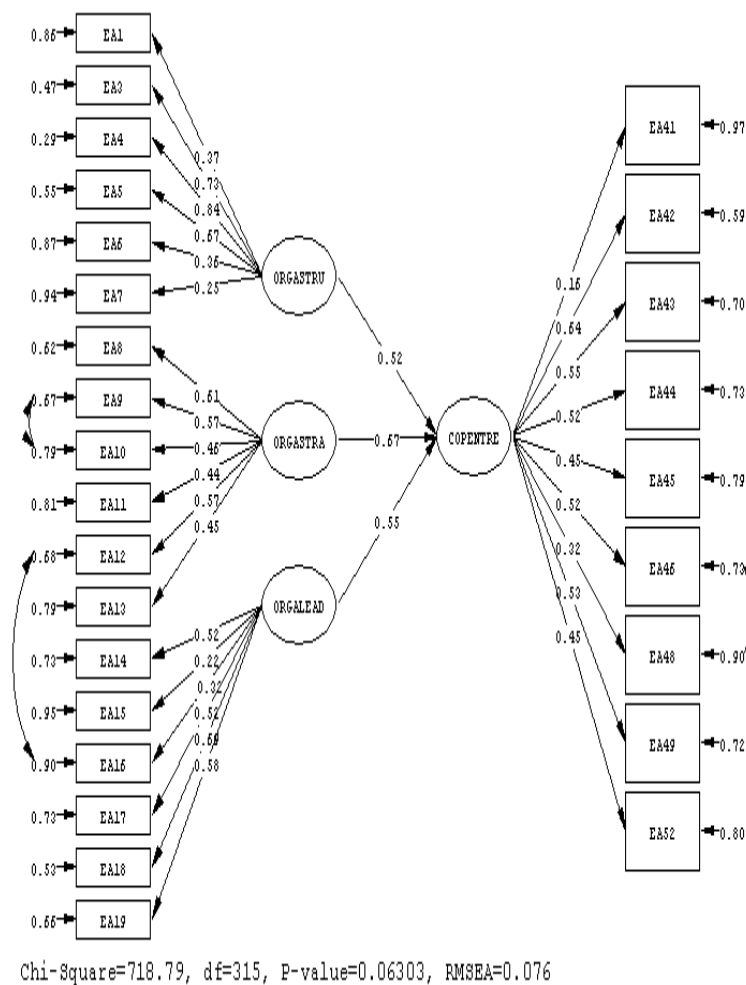 0.86 EA1
0.47 EA3
0.29 EA4
0.55 EA5
0.87 EA6
0.94 EA7
0.62 EA8
0.67 EA9
0.79 EA10
0.81 EA11
0.68 EA12
0.79 EA13
0.73 EA14
0.95 EA15
0.90 EA16
0.73 EA17
0.53 EA18
0.66 EA19
0.37
0.73
0.84
0.67
0.36
0.25
0.61
0.57
0.46
0.44
0.57
0.45
0.52
0.22
0.32
0.52
0.69
0.58
ORGASTRU
ORGASTRA
ORGALEAD
0.52
0.67
0.55
COPENTRE
0.16
0.64
0.55
0.52
0.45
0.52
0.32
0.53
0.45
EA41 0.97
EA42 0.59
EA43 0.70
EA44 0.73
EA45 0.79
EA46 0.73
EA48 0.90
EA49 0.72
EA52 0.80
Chi-Square=718.79, df=315, P-value=0.06303, RMSEA=0.076